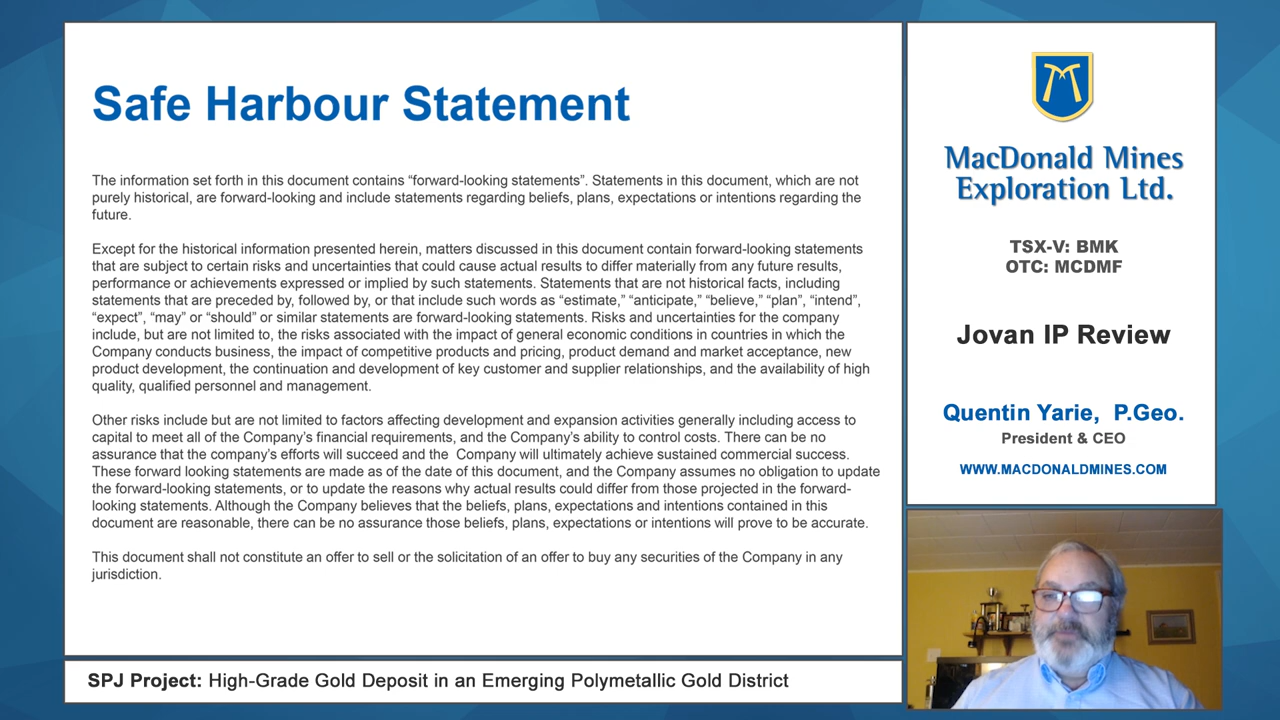 Safe Harbour Statement
The information set forth in this document contains “forward-looking statements”. Statements in this document, which are not
purely historical, are forward-looking and include statements regarding beliefs, plans, expectations or intentions regarding the
future.
Except for the historical information presented herein, matters discussed in this document contain forward-looking statements
that are subject to certain risks and uncertainties that could cause actual results to differ materially from any future results,
performance or achievements expressed or implied by such statements. Statements that are not historical facts, including
statements that are preceded by, followed by, or that include such words as “estimate,” “anticipate,” “believe,” “plan”, “intend”,
“expect”, “may” or “should” or similar statements are forward-looking statements. Risks and uncertainties for the company
include, but are not limited to, the risks associated with the impact of general economic conditions in countries in which the
Company conducts business, the impact of competitive products and pricing, product demand and market acceptance, new
product development, the continuation and development of key customer and supplier relationships, and the availability of high
quality, qualified personnel and management.
Other risks include but are not limited to factors affecting development and expansion activities generally including access to
capital to meet all of the Company’s financial requirements, and the Company’s ability to control costs. There can be no
assurance that the company’s efforts will succeed and the  Company will ultimately achieve sustained commercial success.
These forward looking statements are made as of the date of this document, and the Company assumes no obligation to update
the forward-looking statements, or to update the reasons why actual results could differ from those projected in the forward-
looking statements. Although the Company believes that the beliefs, plans, expectations and intentions contained in this
document are reasonable, there can be no assurance those beliefs, plans, expectations or intentions will prove to be accurate.
This document shall not constitute an offer to sell or the solicitation of an offer to buy any securities of the Company in any
jurisdiction.
SPJ Project: High-Grade Gold Deposit in an Emerging Polymetallic Gold District
MacDonald Mines
Exploration Ltd.
TSX-V: BMK
OTC: MCDMF
Jovan IP Review
Quentin Yarie,  P.Geo.
President & CEO
WWW.MACDONALDMINES.COM